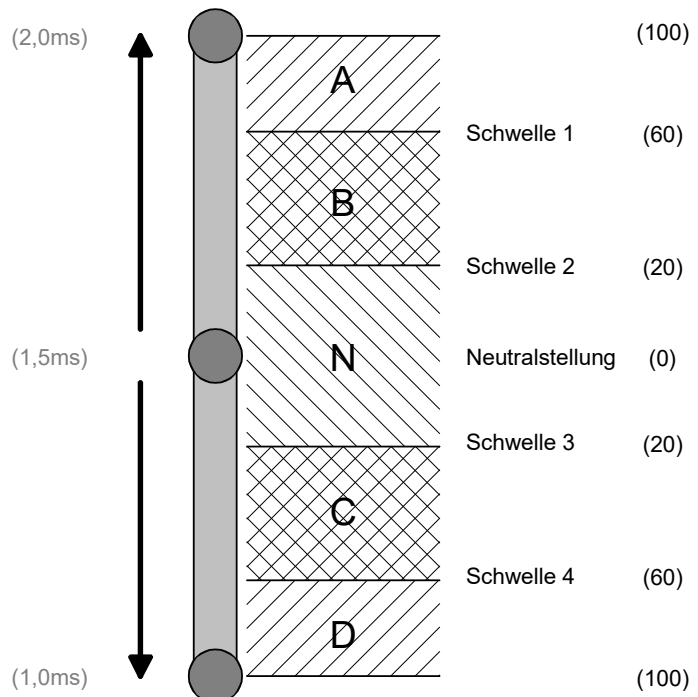 (2,0ms) (100)
A
Schwelle 1 (60)
B
Schwelle 2 (20)
(1,5ms) N Neutralstellung (0)
Schwelle 3 (20)
C
Schwelle 4 (60)
D
(1,0ms) (100)